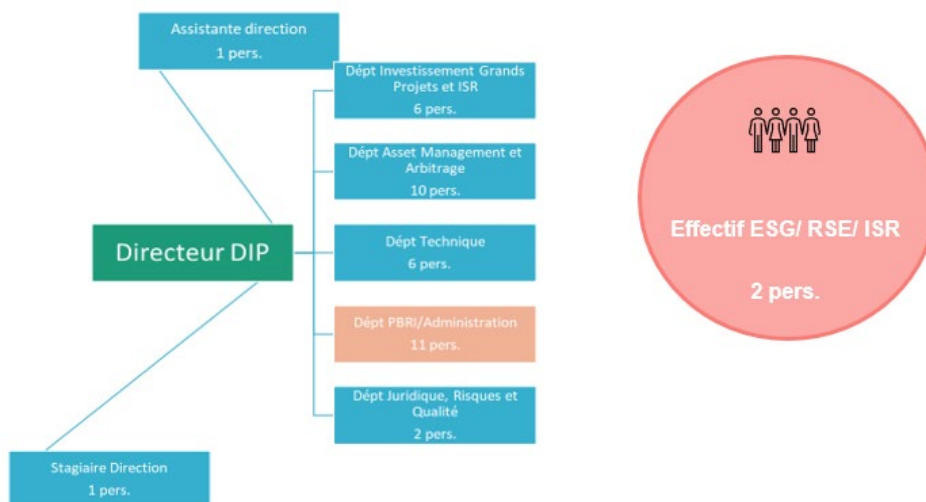 Assistante direction
1 pers.
Dépt Investissement Grands
Projets et ISR
6 pers.
Dépt Asset Management et
Arbitrage
10 pers.
Directeur DIP
Dépt Technique
6 pers.
Dépt PBRI/Administration
11 pers.
Dépt Juridique, Risques et
Qualité
2 pers.
Stagiaire Direction
1 pers.
Effectif ESG/ RSE/ ISR
2 pers.